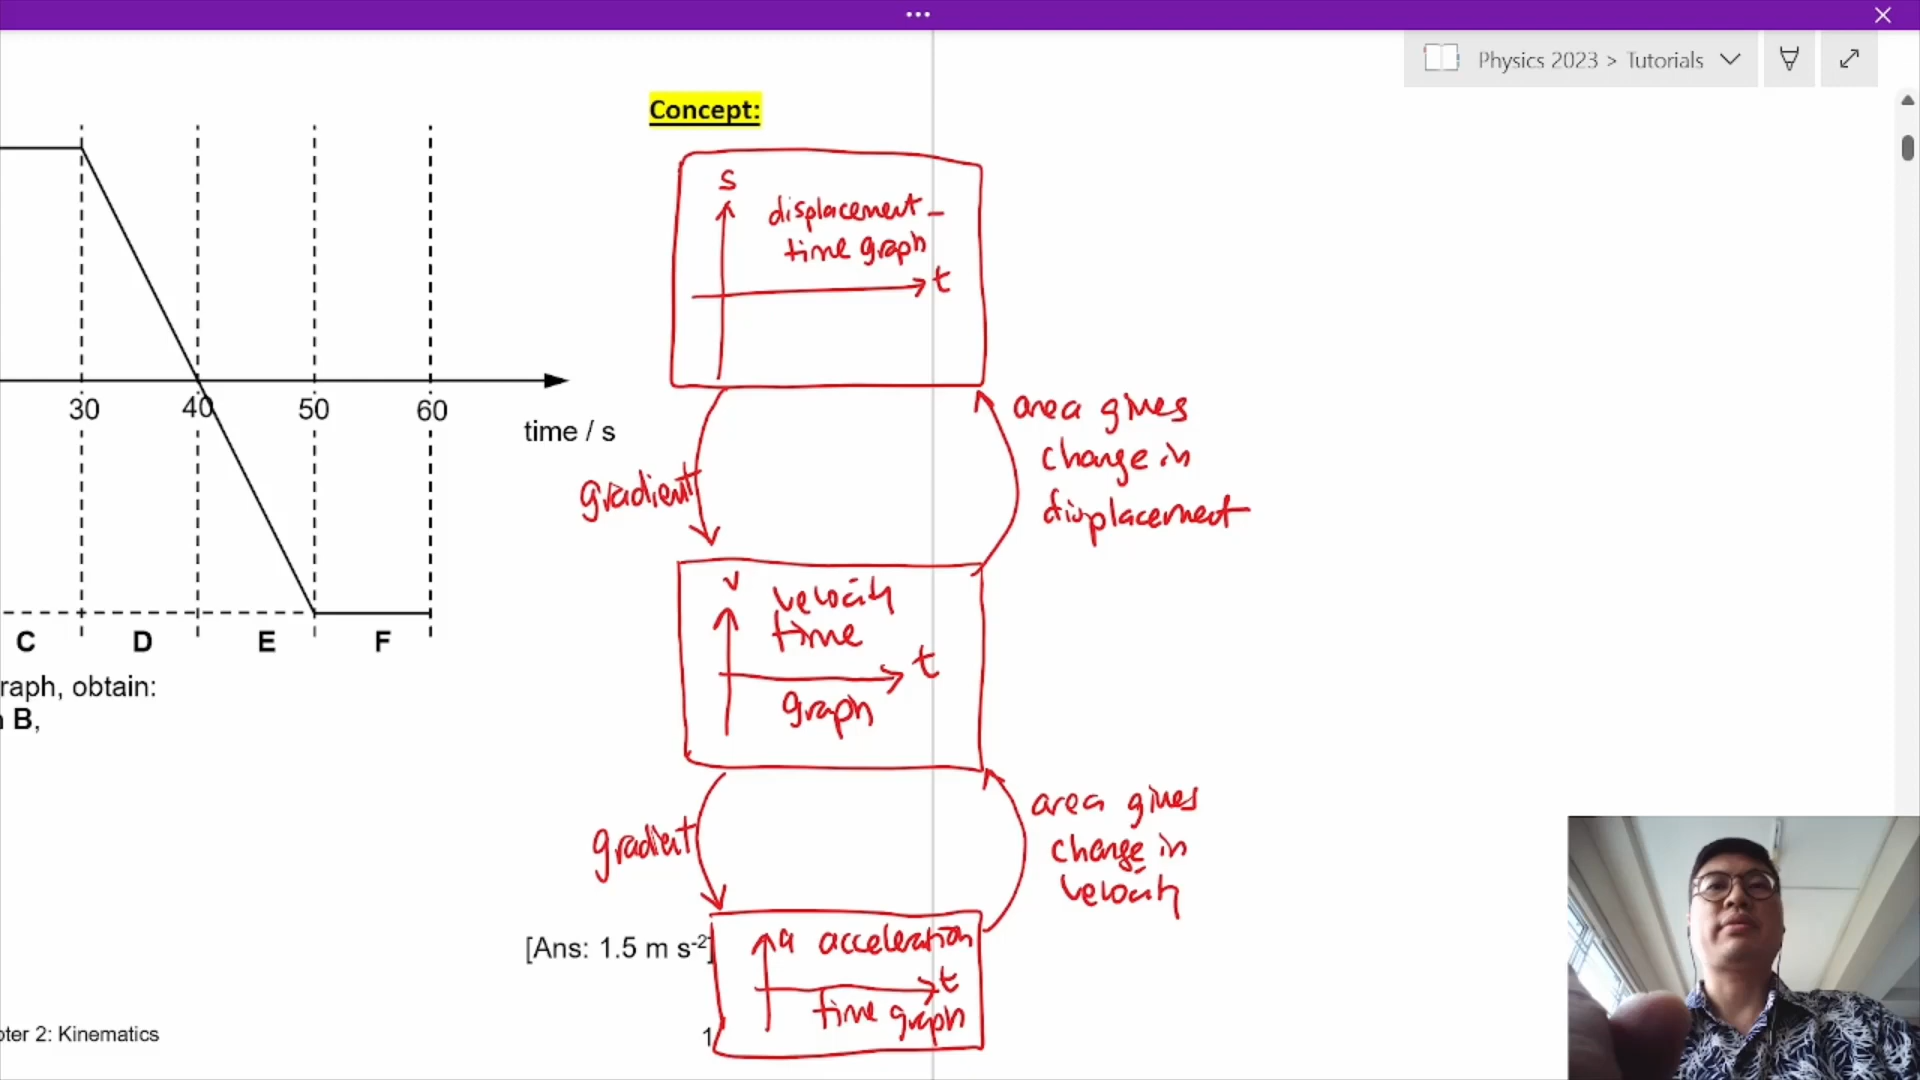 ...
Physics 2023 > Tutorials
Concept:
s
displacement -
time graph
t
30
40
50
60
time / s
area gives
change in
displacement
gradient
v
velocity
time
t
graph
C
D
E
F
raph, obtain:
B,
area gives
change in
velocity
gradient
[Ans: 1.5 m s-2]
a acceleration
t
time graph
pter 2: Kinematics
1